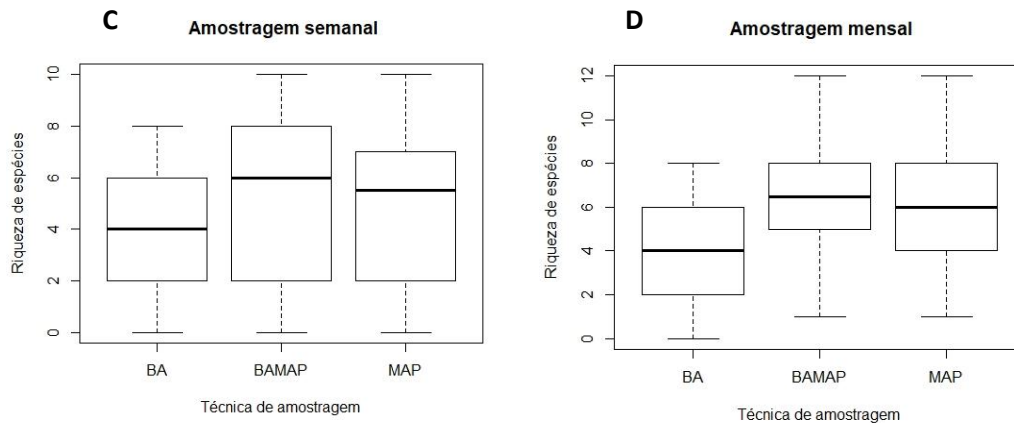 C
Amostragem semanal
Riqueza de espécies
10
8
6
4
2
0
BA
BAMAP
MAP
Técnica de amostragem
D
Amostragem mensal
Riqueza de espécies
12
10
8
6
4
2
0
BA
BAMAP
MAP
Técnica de amostragem